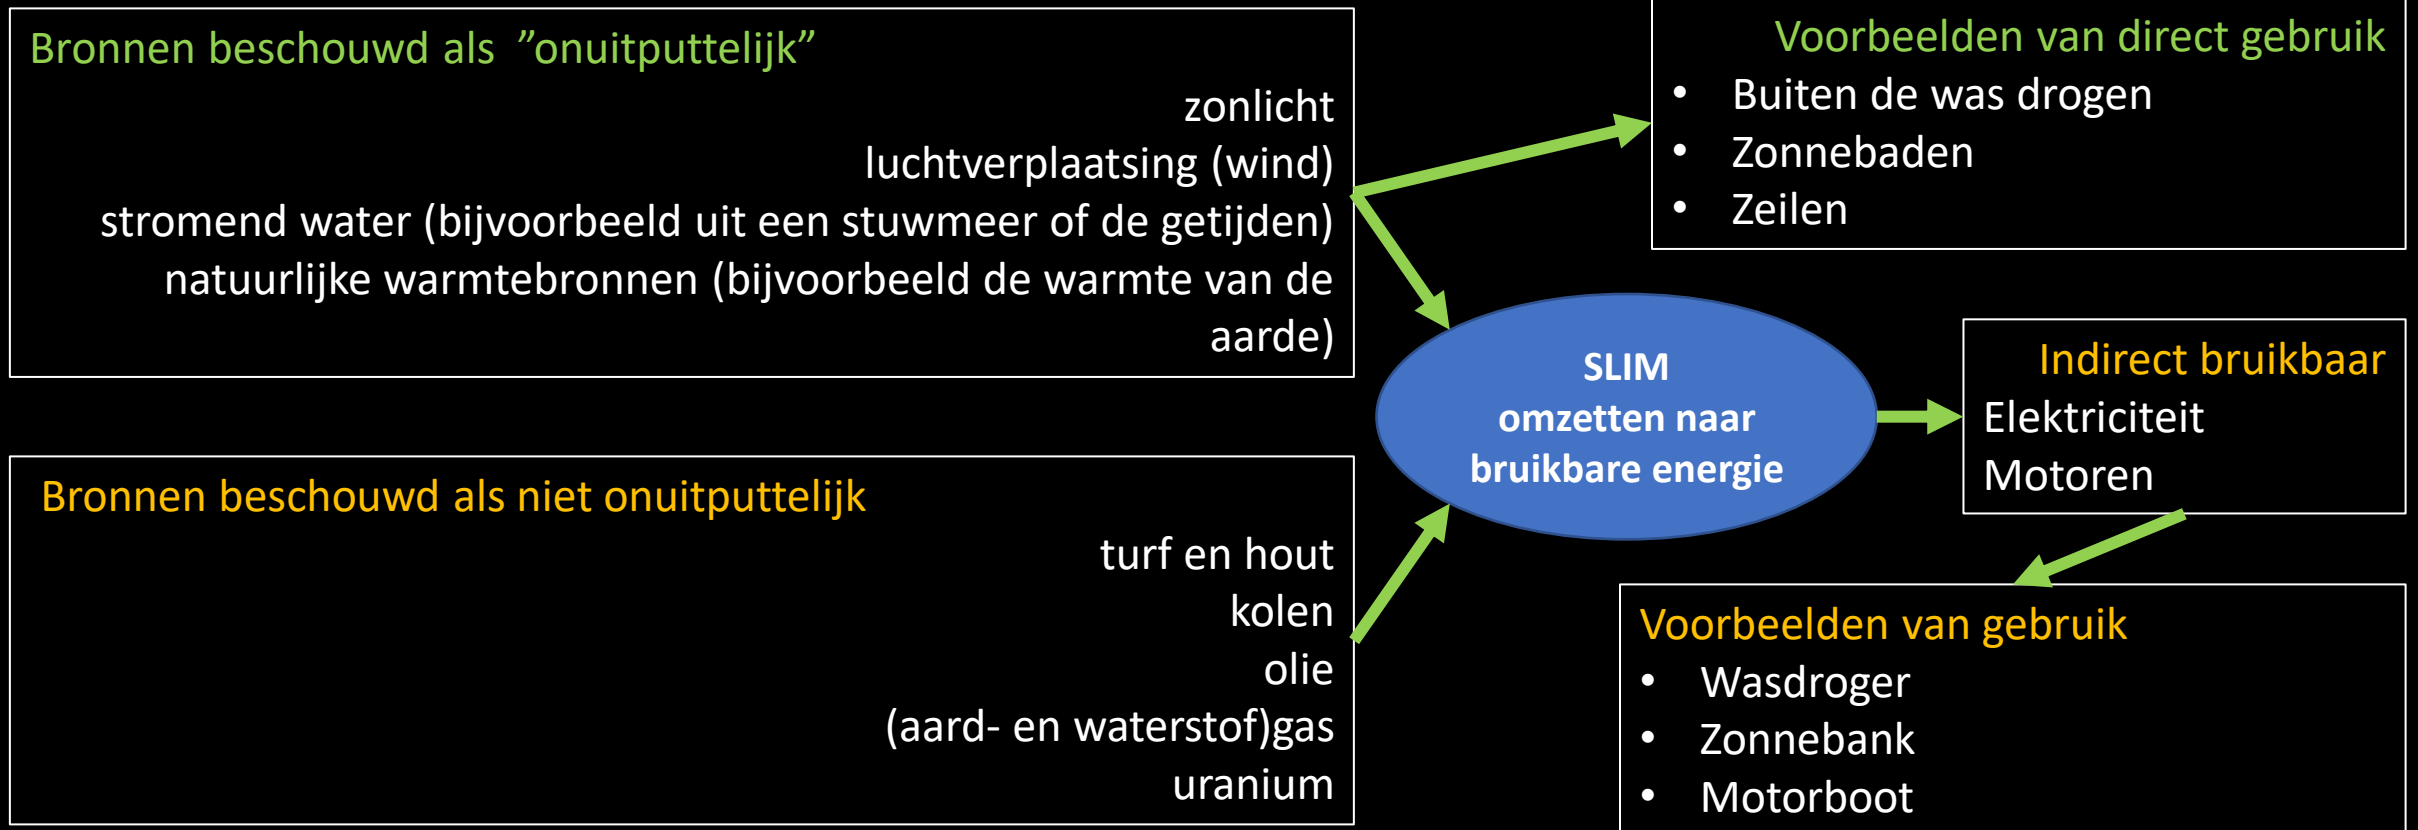 Bronnen beschouwd als ”onuitputtelijk”
zonlicht
luchtverplaatsing (wind)
stromend water (bijvoorbeeld uit een stuwmeer of de getijden)
natuurlijke warmtebronnen (bijvoorbeeld de warmte van de
aarde)
Voorbeelden van direct gebruik
• Buiten de was drogen
• Zonnebaden
• Zeilen
SLIM
omzetten naar
bruikbare energie
Indirect bruikbaar
Elektriciteit
Motoren
Bronnen beschouwd als niet onuitputtelijk
turf en hout
kolen
olie
(aard- en waterstof)gas
uranium
Voorbeelden van gebruik
• Wasdroger
• Zonnebank
• Motorboot